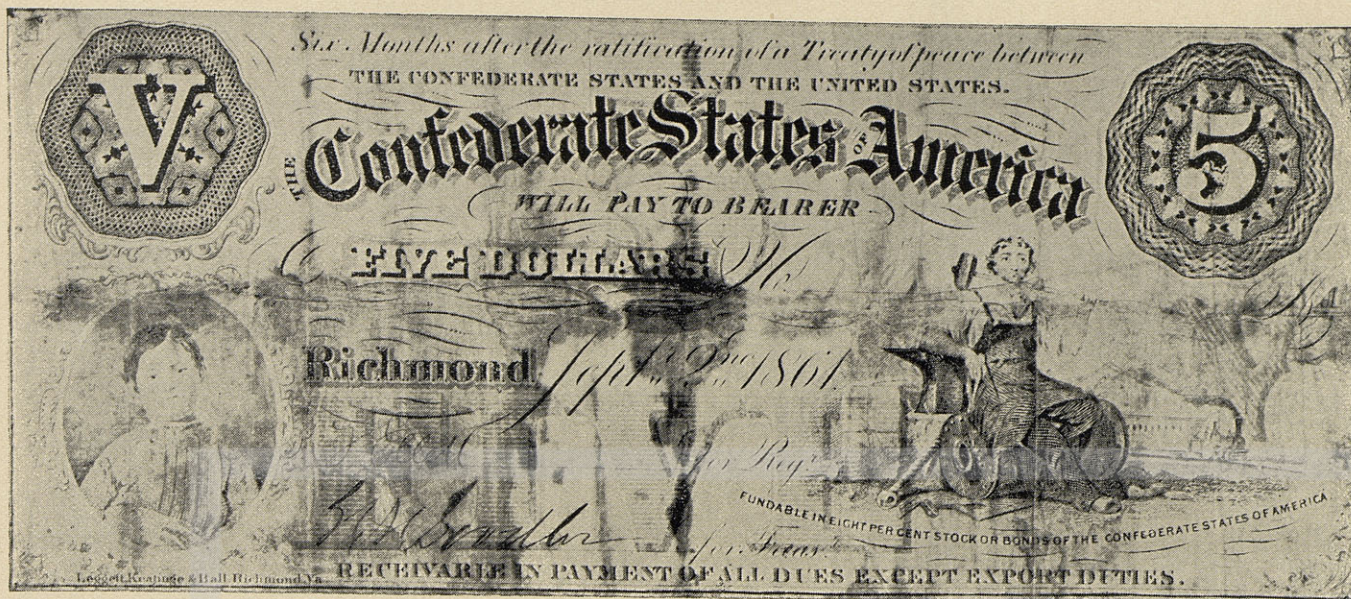 V
Six Months after the ratification of a Treaty of peace between
THE CONFEDERATE STATES AND THE UNITED STATES.
THE Confederate States OF America
5
WILL PAY TO BEARER
FIVE DOLLARS
Richmond Sept. 2nd 1861
for Regr
FUNDABLE IN EIGHT PER CENT STOCK OR BONDS OF THE CONFEDERATE STATES OF AMERICA
for Treasr
Leggett, Keatinge & Ball, Richmond, Va.
RECEIVABLE IN PAYMENT OF ALL DUES EXCEPT EXPORT DUTIES.